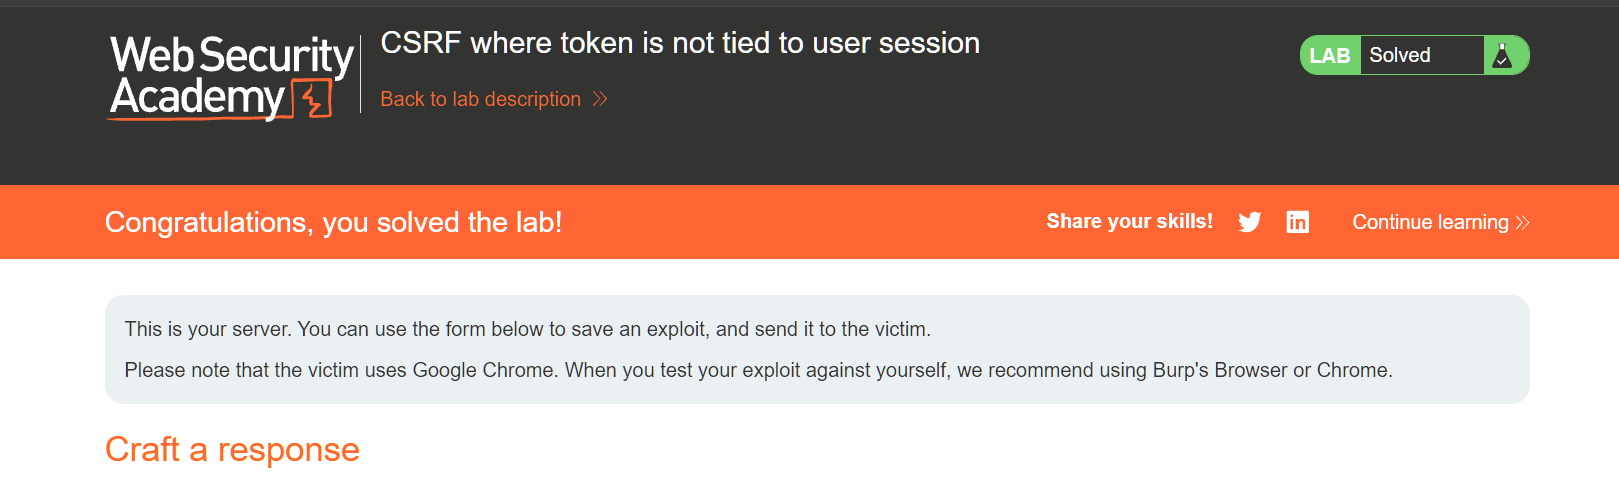 Web Security
Academy
CSRF where token is not tied to user session
Back to lab description
LAB Solved
Congratulations, you solved the lab!
Share your skills!
Continue learning
This is your server. You can use the form below to save an exploit, and send it to the victim.
Please note that the victim uses Google Chrome. When you test your exploit against yourself, we recommend using Burp's Browser or Chrome.
Craft a response